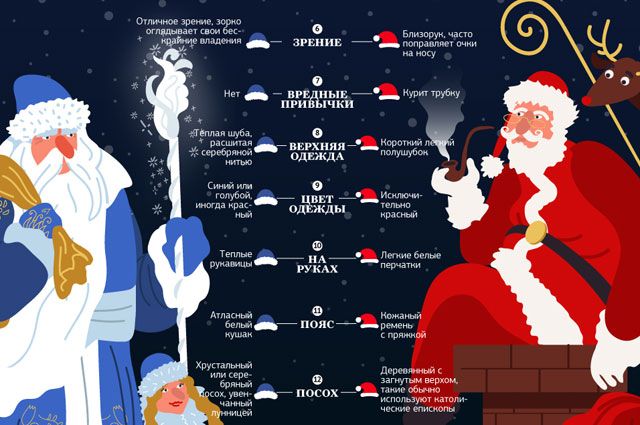 Отличное зрение, зорко
оглядывает свои бес-
крайние владения
6
ЗРЕНИЕ
Близорук, часто
поправляет очки
на носу
Нет
7
ВРЕДНЫЕ
ПРИВЫЧКИ
Курит трубку
Тёплая шуба,
расшитая
серебряной
нитью
8
ВЕРХНЯЯ
ОДЕЖДА
Короткий легкий
полушубок
Синий или
голубой,
иногда крас-
ный
9
ЦВЕТ
ОДЕЖДЫ
Исключи-
тельно
красный
Теплые
рукавицы
10
НА
РУКАХ
Легкие белые
перчатки
Атласный
белый
кушак
11
ПОЯС
Кожаный
ремень
с пряжкой
Хрустальный
или сере-
бряный
посох, увен-
чанный
лунницей
12
ПОСОХ
Деревянный с
загнутым верхом,
такие обычно
используют католи-
ческие епископы